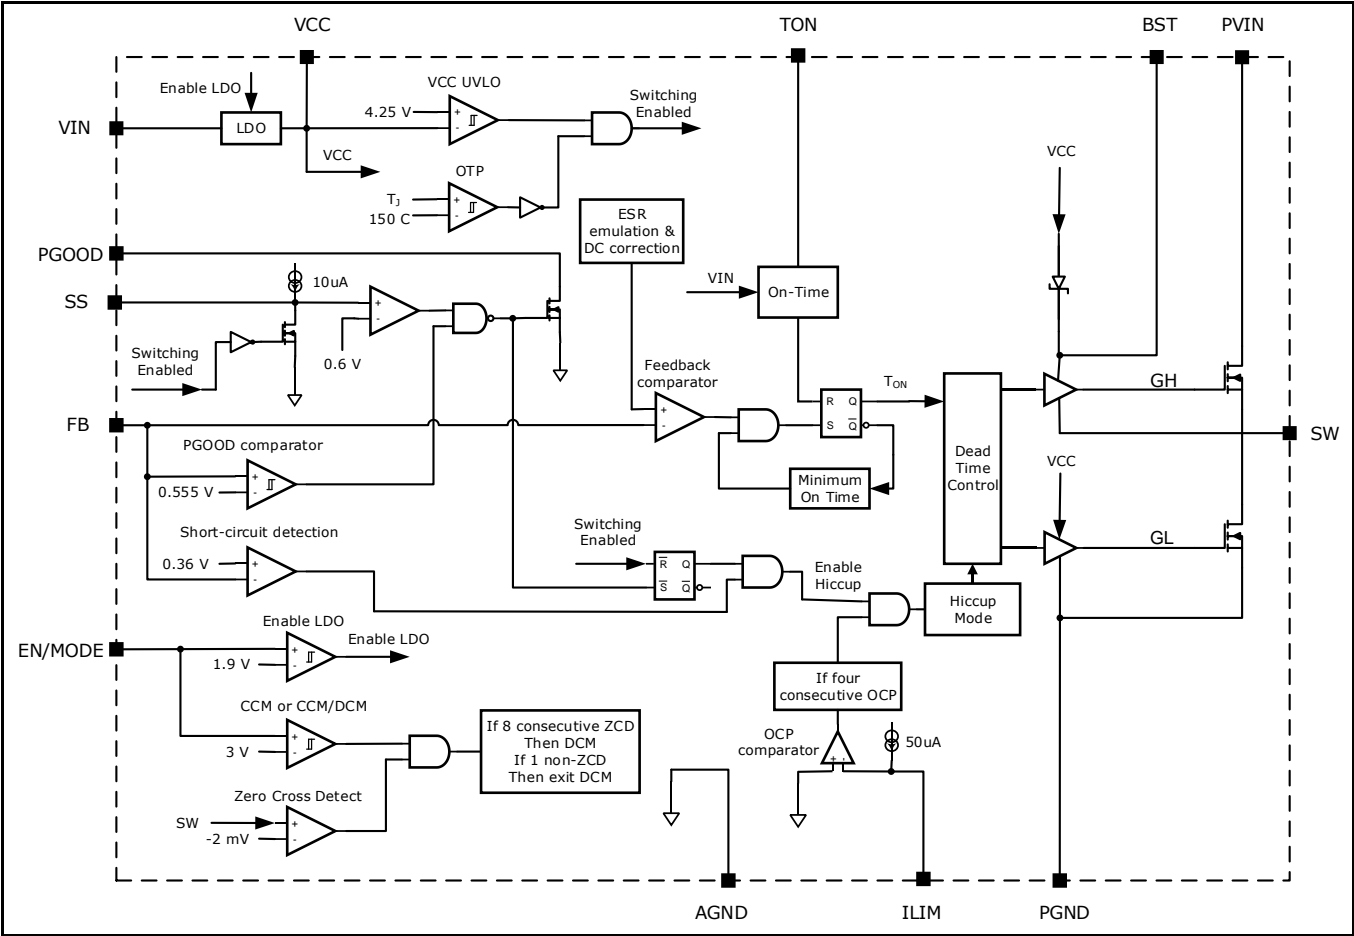 VCC
TON
BST
PVIN
Enable LDO
VCC UVLO
Switching
Enabled
4.25 V
+
-
VIN
LDO
VCC
VCC
OTP
T_J
150 C
+
-
ESR
emulation &
DC correction
PGOOD
VIN
On-Time
SS
10uA
+
-
0.6 V
Switching
Enabled
Feedback
comparator
+
-
T_ON
R Q
S Q̅
GH
FB
SW
PGOOD comparator
0.555 V
+
-
Dead
Time
Control
VCC
Minimum
On Time
Short-circuit detection
0.36 V
+
-
Switching
Enabled
R̅ Q
S̅ Q̅
Enable
Hiccup
GL
Hiccup
Mode
Enable LDO
EN/MODE
1.9 V
+
-
Enable LDO
If four
consecutive OCP
CCM or CCM/DCM
3 V
+
-
If 8 consecutive ZCD
Then DCM
If 1 non-ZCD
Then exit DCM
OCP
comparator
+ -
50uA
Zero Cross Detect
SW
-2 mV
+
-
AGND
ILIM
PGND